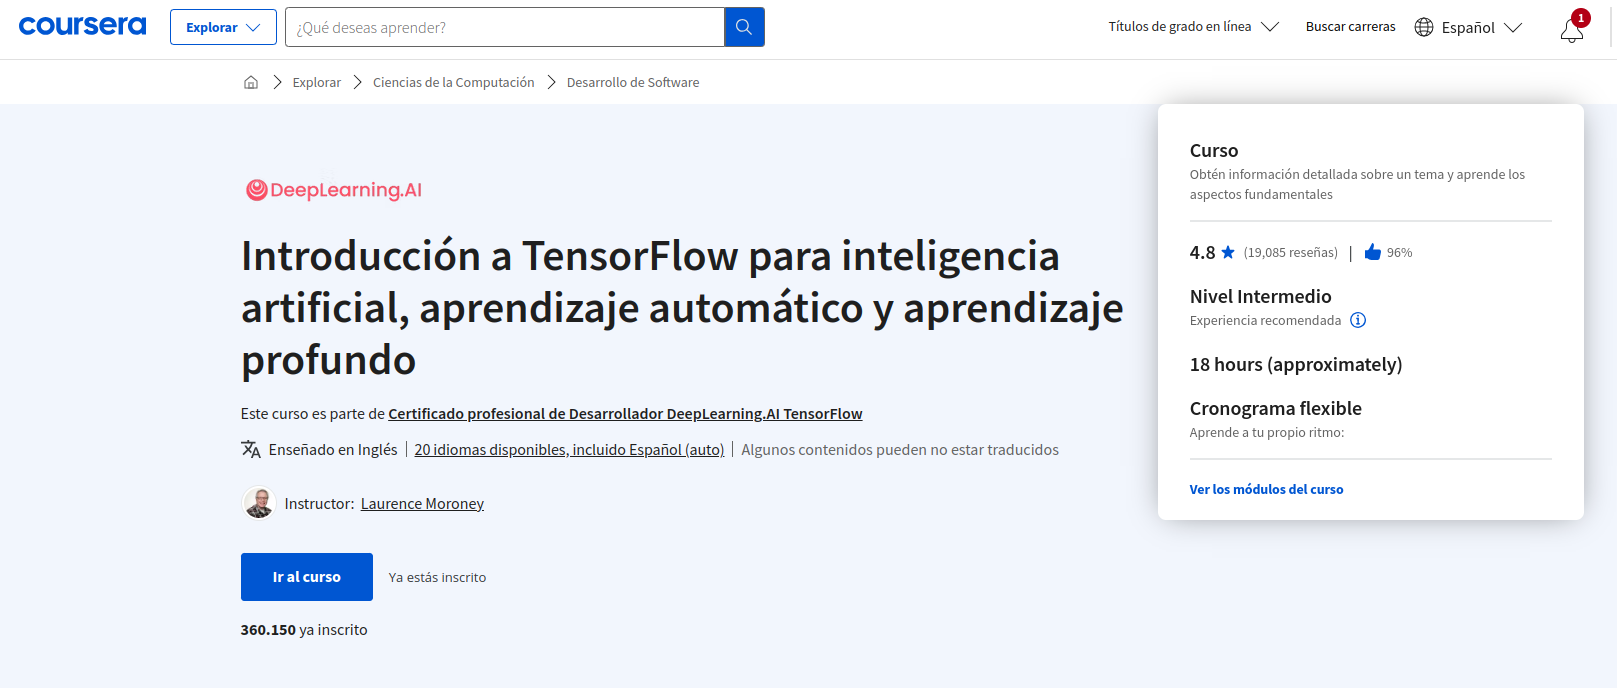 coursera
Explorar
¿Qué deseas aprender?
Títulos de grado en línea
Buscar carreras
Español
1
Explorar
Ciencias de la Computación
Desarrollo de Software
DeepLearning.AI
Introducción a TensorFlow para inteligencia
artificial, aprendizaje automático y aprendizaje
profundo
Este curso es parte de Certificado profesional de Desarrollador DeepLearning.AI TensorFlow
Enseñado en Inglés | 20 idiomas disponibles, incluido Español (auto) | Algunos contenidos pueden no estar traducidos
Instructor: Laurence Moroney
Ir al curso
Ya estás inscrito
360.150 ya inscrito
Curso
Obtén información detallada sobre un tema y aprende los
aspectos fundamentales
4.8 ★ (19,085 reseñas) | 96%
Nivel Intermedio
Experiencia recomendada
18 hours (approximately)
Cronograma flexible
Aprende a tu propio ritmo:
Ver los módulos del curso